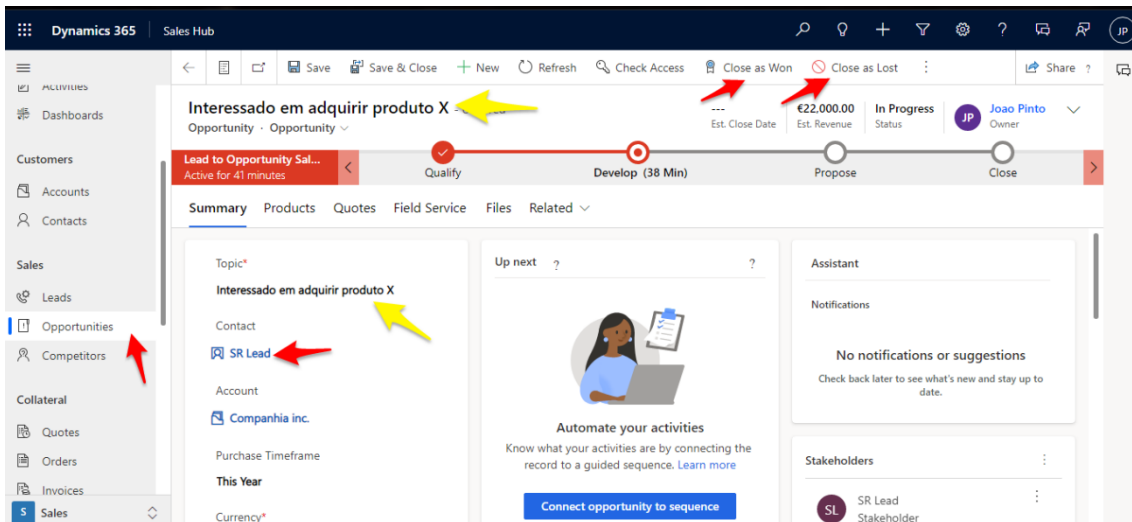 Dynamics 365 Sales Hub
JP
Save Save & Close New Refresh Check Access Close as Won Close as Lost Share ?
Activities
Dashboards
Customers
Accounts
Contacts
Sales
Leads
Opportunities
Competitors
Collateral
Quotes
Orders
Invoices
S Sales
Interessado em adquirir produto X -
Opportunity · Opportunity
---
Est. Close Date
€22,000.00
Est. Revenue
In Progress
Status
JP
Joao Pinto
Owner
Lead to Opportunity Sal...
Active for 41 minutes
Qualify
Develop (38 Min)
Propose
Close
Summary Products Quotes Field Service Files Related
Topic*
Interessado em adquirir produto X
Contact
SR Lead
Account
Companhia inc.
Purchase Timeframe
This Year
Currency*
Up next ? ?
Automate your activities
Know what your activities are by connecting the
record to a guided sequence. Learn more
Connect opportunity to sequence
Assistant
Notifications
No notifications or suggestions
Check back later to see what's new and stay up to
date.
Stakeholders
SL
SR Lead
Stakeholder